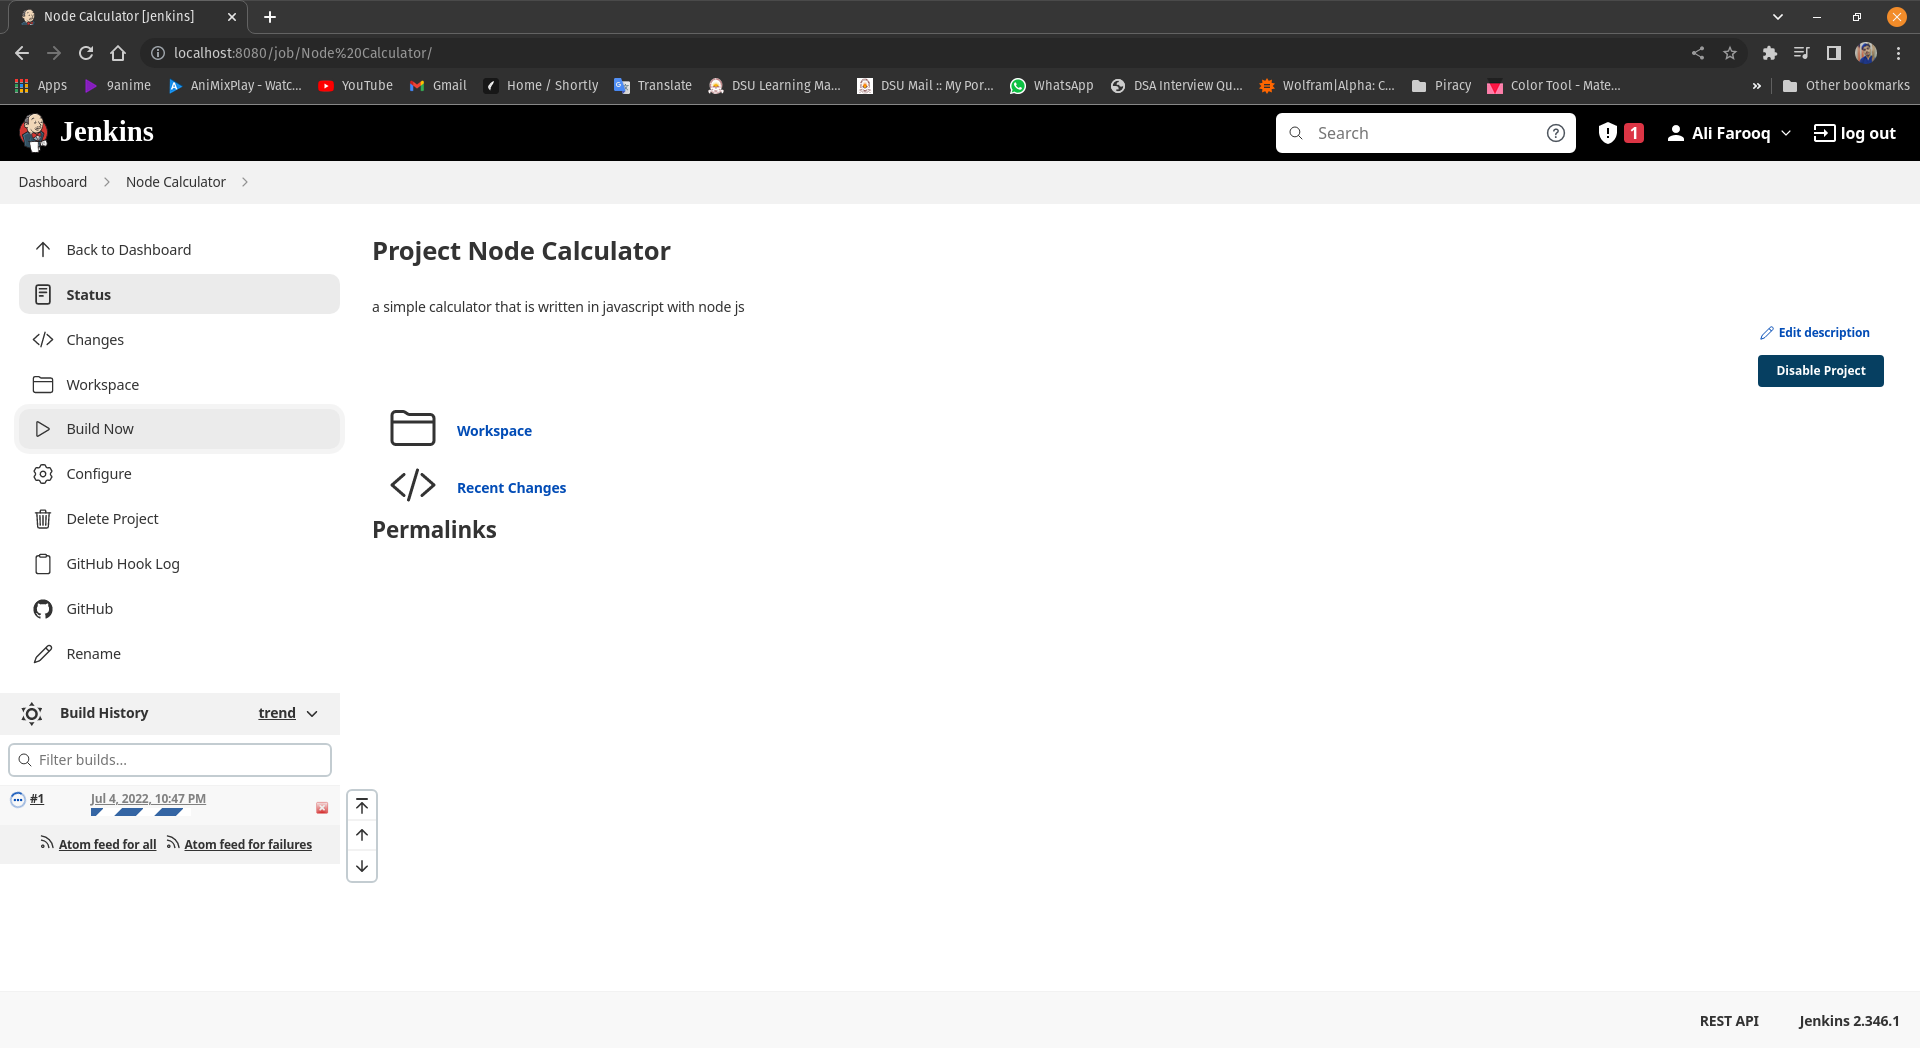 Node Calculator [Jenkins]
localhost:8080/job/Node%20Calculator/
Apps 9anime AniMixPlay - Watc... YouTube Gmail Home / Shortly Translate DSU Learning Ma... DSU Mail :: My Por... WhatsApp DSA Interview Qu... Wolfram|Alpha: C... Piracy Color Tool - Mate... » Other bookmarks
Jenkins Search 1 Ali Farooq log out
Dashboard Node Calculator
Back to Dashboard
Status
Changes
Workspace
Build Now
Configure
Delete Project
GitHub Hook Log
GitHub
Rename
Build History trend
Filter builds...
#1 Jul 4, 2022, 10:47 PM
Atom feed for all Atom feed for failures
Project Node Calculator
a simple calculator that is written in javascript with node js
Edit description
Disable Project
Workspace
Recent Changes
Permalinks
REST API Jenkins 2.346.1